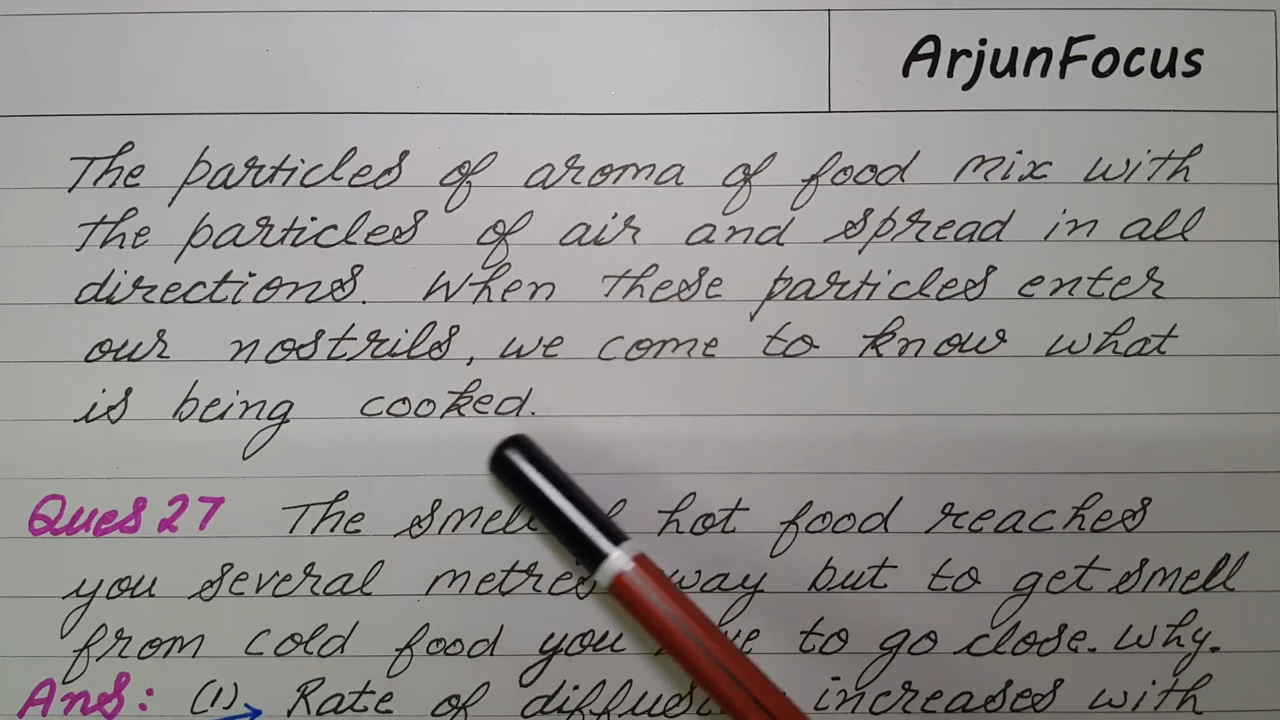 ArjunFocus
The particles of aroma of food mix with
the particles of air and spread in all
directions. When these particles enter
our nostrils, we come to know what
is being cooked.
Ques 27 The smell hot food reaches
you several metres way but to get smell
from cold food you to go close. Why.
Ans: (1) Rate of increases with